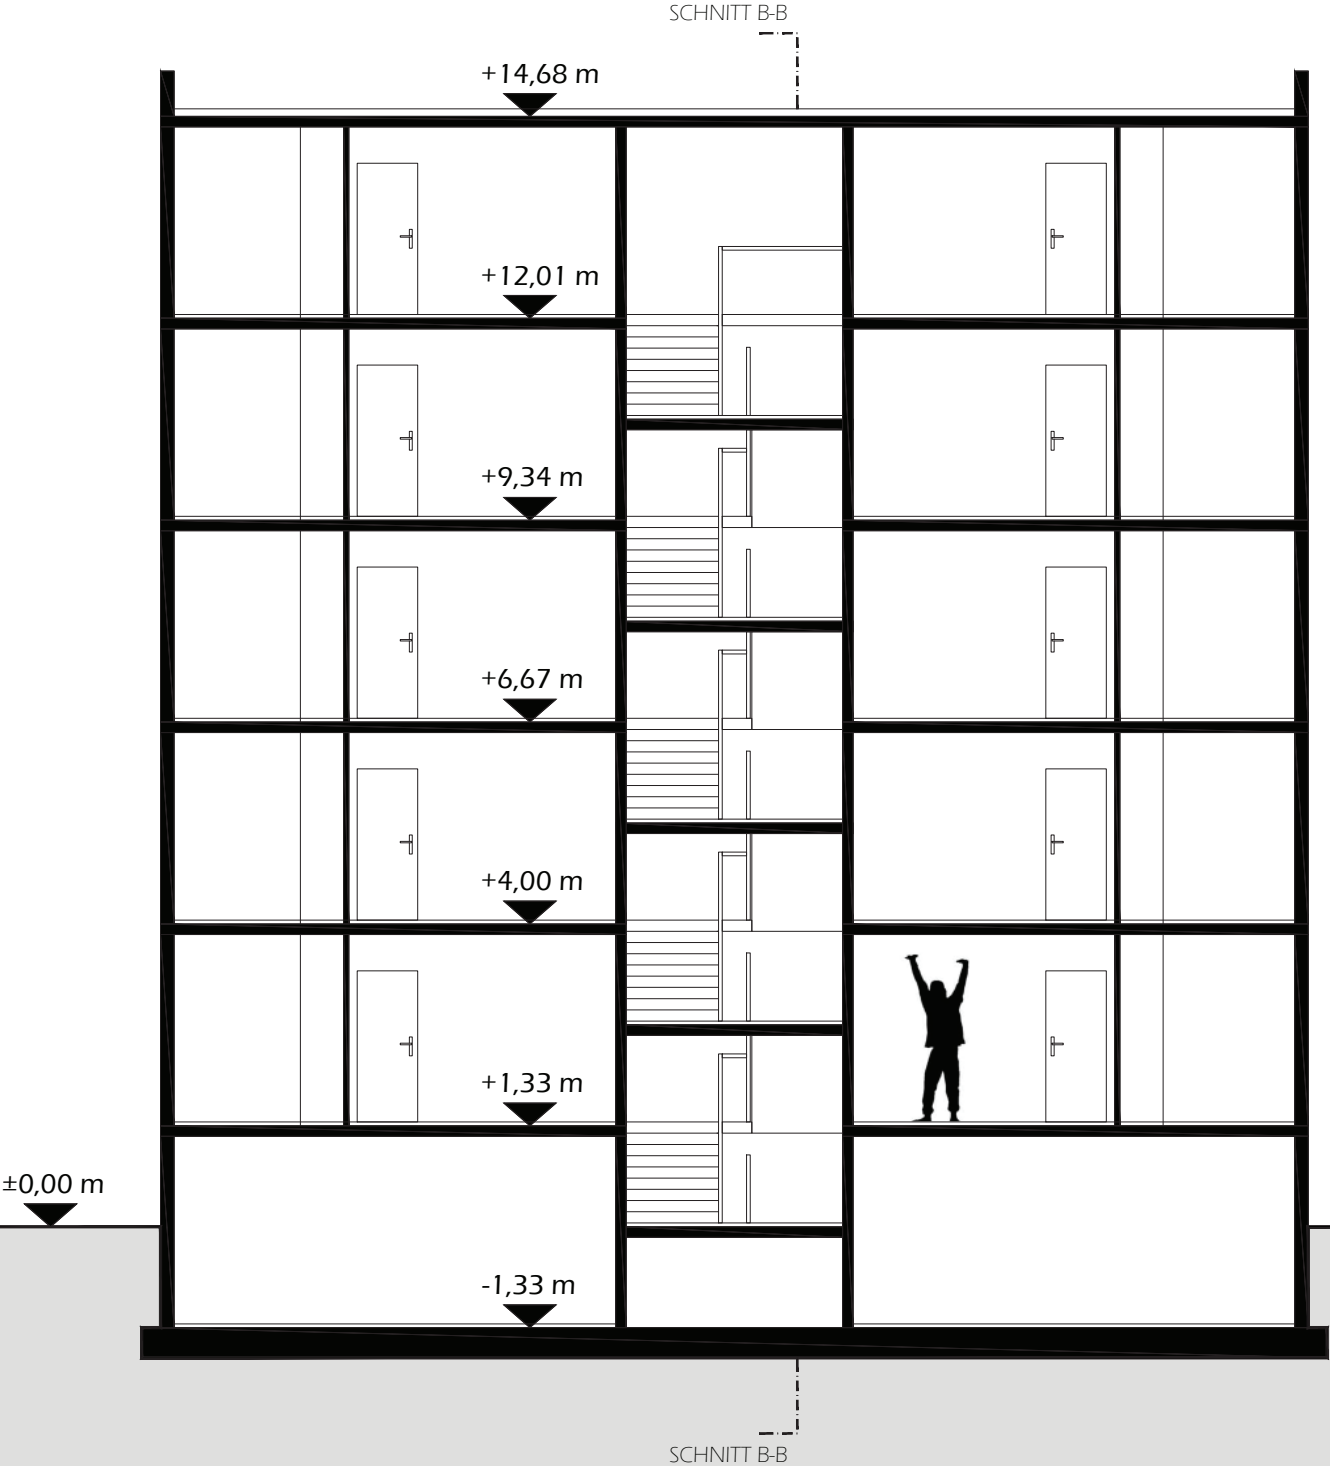 SCHNITT B-B
+14,68 m
+12,01 m
+9,34 m
+6,67 m
+4,00 m
+1,33 m
±0,00 m
-1,33 m
SCHNITT B-B